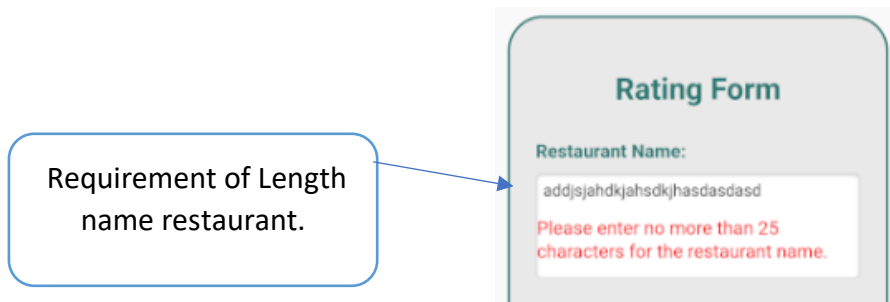 Requirement of Length
name restaurant.
Rating Form
Restaurant Name:
addjsjahdkjahsdkjhasdasdasd
Please enter no more than 25
characters for the restaurant name.